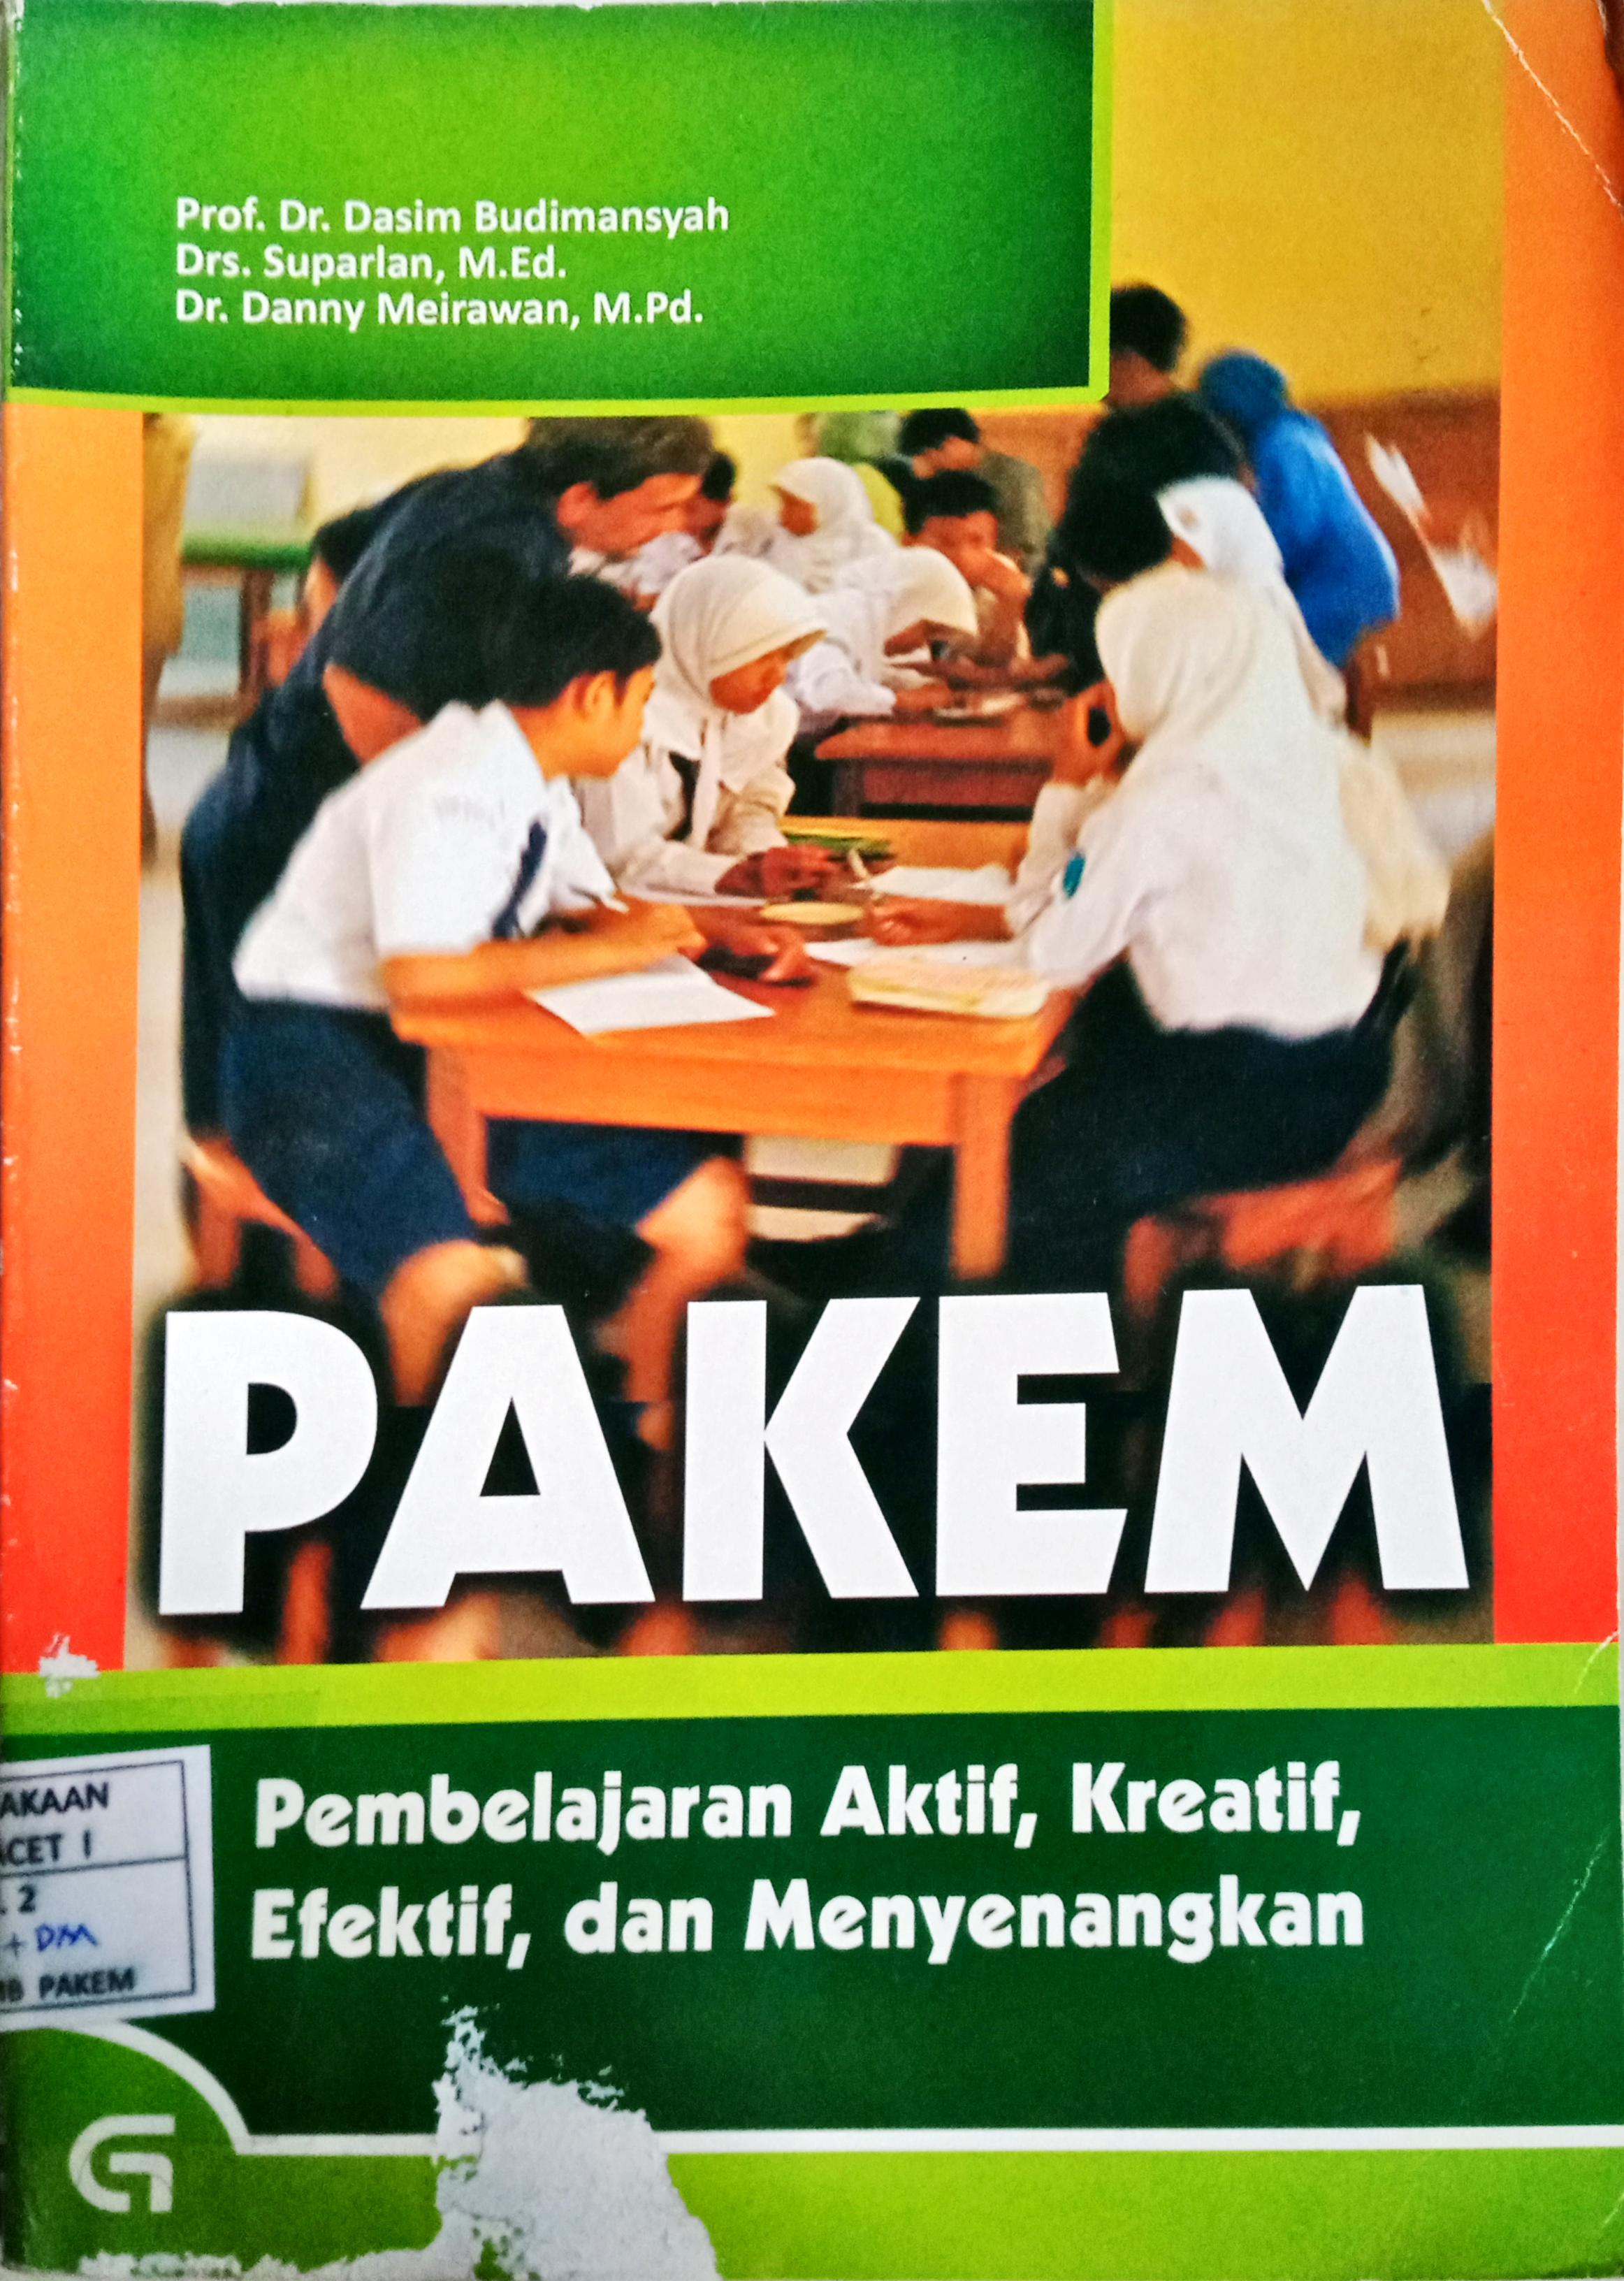 Prof. Dr. Dasim Budimansyah
Drs. Suparlan, M.Ed.
Dr. Danny Meirawan, M.Pd.
PAKEM
Pembelajaran Aktif, Kreatif,
Efektif, dan Menyenangkan
AKAAN
CET I
. 2
+ DM
PAKEM